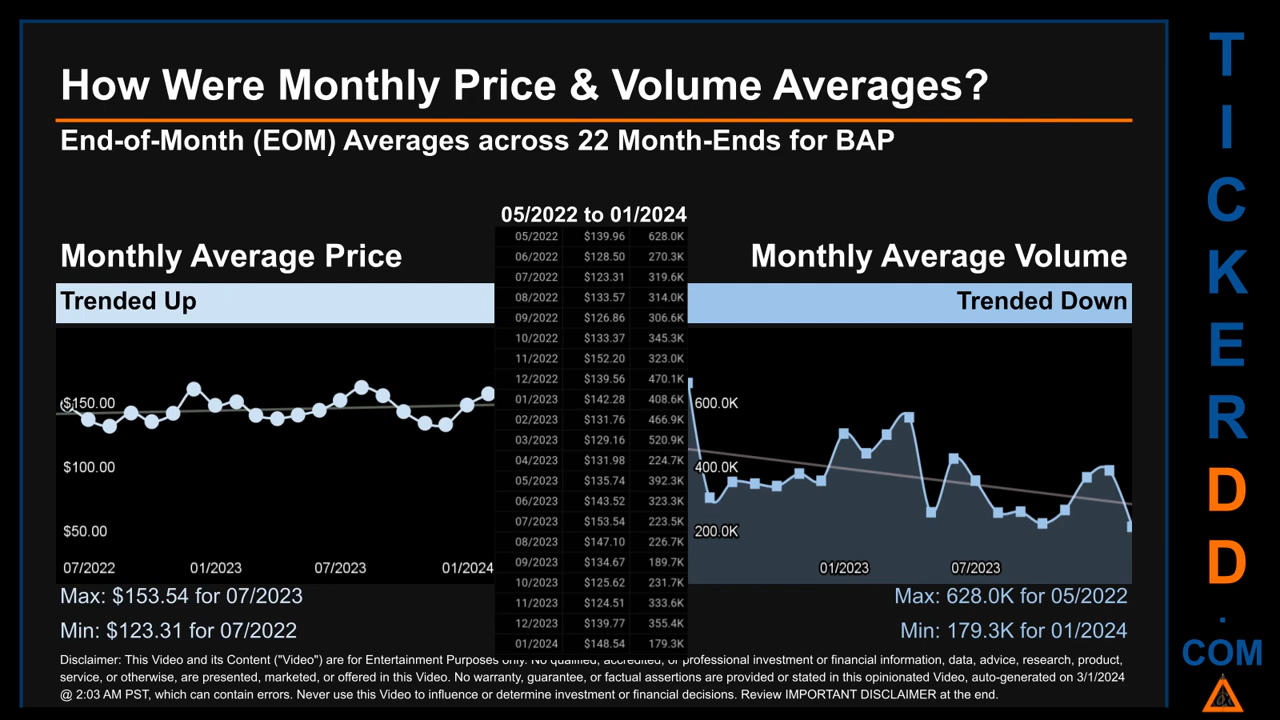 How Were Monthly Price & Volume Averages?
End-of-Month (EOM) Averages across 22 Month-Ends for BAP
05/2022 to 01/2024
Monthly Average Price
Trended Up
$150.00
$100.00
$50.00
07/2022 01/2023 07/2023 01/2024
Max: $153.54 for 07/2023
Min: $123.31 for 07/2022
05/2022 $139.96 628.0K
06/2022 $128.50 270.3K
07/2022 $123.31 319.6K
08/2022 $133.57 314.0K
09/2022 $126.86 306.6K
10/2022 $133.37 345.3K
11/2022 $152.20 323.0K
12/2022 $139.56 470.1K
01/2023 $142.28 408.6K
02/2023 $131.76 466.9K
03/2023 $129.16 520.9K
04/2023 $131.98 224.7K
05/2023 $135.74 392.3K
06/2023 $143.52 323.3K
07/2023 $153.54 223.5K
08/2023 $147.10 226.7K
09/2023 $134.67 189.7K
10/2023 $125.62 231.7K
11/2023 $124.51 333.6K
12/2023 $139.77 355.4K
01/2024 $148.54 179.3K
Monthly Average Volume
Trended Down
600.0K
400.0K
200.0K
01/2023 07/2023
Max: 628.0K for 05/2022
Min: 179.3K for 01/2024
Disclaimer: This Video and its Content ("Video") are for Entertainment Purposes only. No qualified, accredited, or professional investment or financial information, data, advice, research, product,
service, or otherwise, are presented, marketed, or offered in this Video. No warranty, guarantee, or factual assertions are provided or stated in this opinionated Video, auto-generated on 3/1/2024
@ 2:03 AM PST, which can contain errors. Never use this Video to influence or determine investment or financial decisions. Review IMPORTANT DISCLAIMER at the end.
T
I
C
K
E
R
D
D
.
COM